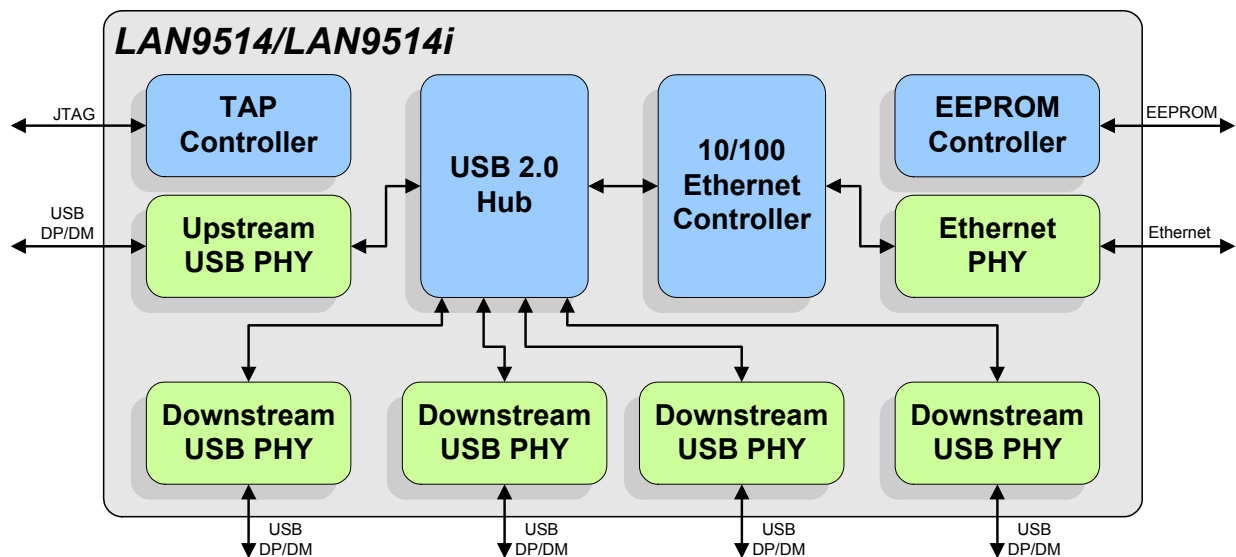 LAN9514/LAN9514i
JTAG
TAP
Controller
USB 2.0
Hub
10/100
Ethernet
Controller
EEPROM
Controller
EEPROM
USB
DP/DM
Upstream
USB PHY
Ethernet
PHY
Ethernet
Downstream
USB PHY
Downstream
USB PHY
Downstream
USB PHY
Downstream
USB PHY
USB
DP/DM
USB
DP/DM
USB
DP/DM
USB
DP/DM